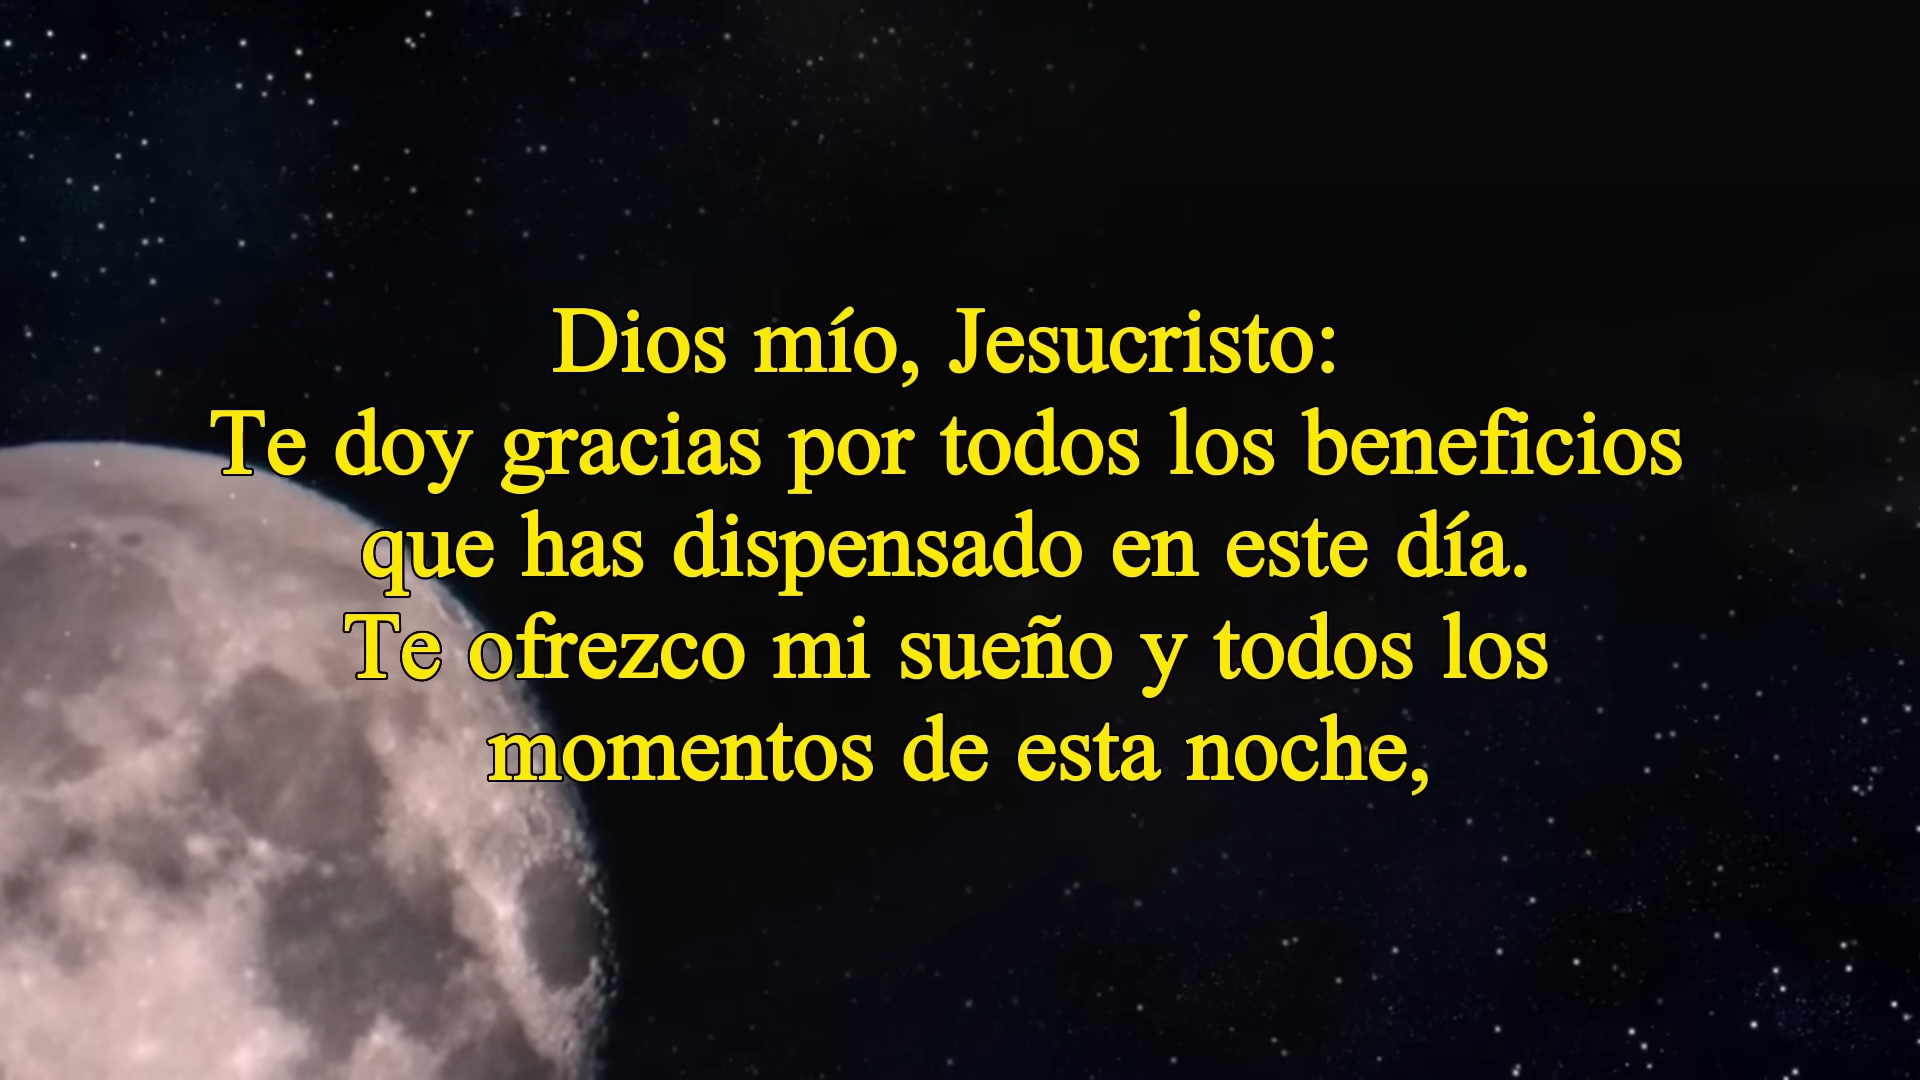 Dios mío, Jesucristo:
Te doy gracias por todos los beneficios
que has dispensado en este día.
Te ofrezco mi sueño y todos los
momentos de esta noche,